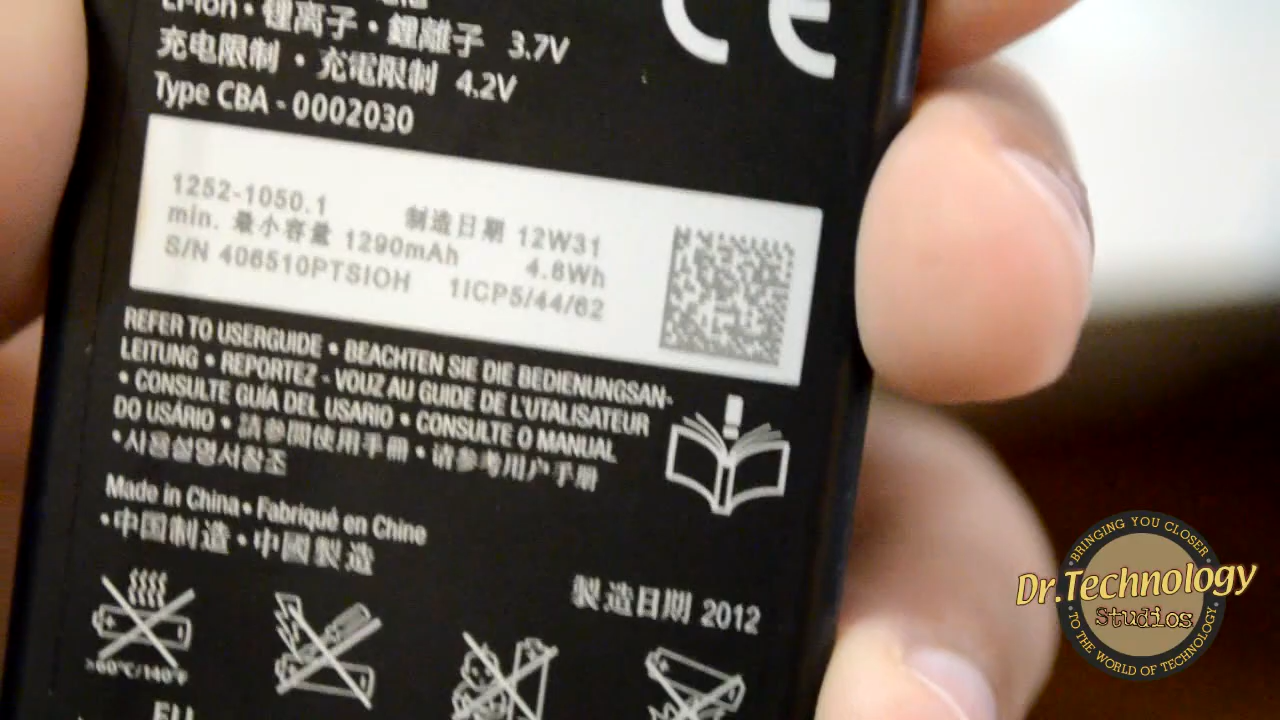 Li-Ion • 锂离子 • 鋰離子 3.7V
充电限制 • 充電限制 4.2V
Type CBA - 0002030
CE
1252-1050.1 制造日期 12W31
min. 最小容量 1290mAh 4.8Wh
S/N 406510PTSIOH 1ICP5/44/62
REFER TO USERGUIDE • BEACHTEN SIE DIE BEDIENUNGSAN-
LEITUNG • REPORTEZ - VOUZ AU GUIDE DE L'UTALISATEUR
• CONSULTE GUÍA DEL USARIO • CONSULTE O MANUAL
DO USÁRIO • 請參閱使用手冊 • 请参考用户手册
• 사용설명서참조
Made in China • Fabriqué en Chine
• 中国制造 • 中國製造
製造日期 2012
≥60°C/140°F
EU
BRINGING YOU CLOSER
Dr.Technology
Studios
• TO THE WORLD OF TECHNOLOGY •